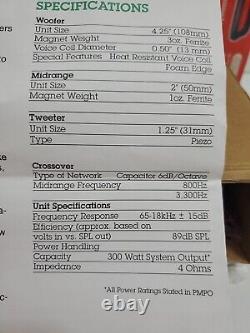 SPECIFICATIONS
Woofer
Unit Size 4.25" (108mm)
Magnet Weight 3oz. Ferrite
Voice Coil Diameter 0.50" (13 mm)
Special Features Heat Resistant Voice Coil
Foam Edge
Midrange
Unit Size 2" (50mm)
Magnet Weight 1oz. Ferrite
Tweeter
Unit Size 1.25" (31mm)
Type Piezo
Crossover
Type of Network Capacitor 6dB/Octave
Midrange Frequency 800Hz
3,300Hz
Unit Specifications
Frequency Response 65-18kHz ± 15dB
Efficiency (approx. based on
volts in vs. SPL out) 89dB SPL
Power Handling
Capacity 300 Watt System Output*
Impedance 4 Ohms
*All Power Ratings Stated in PMPO